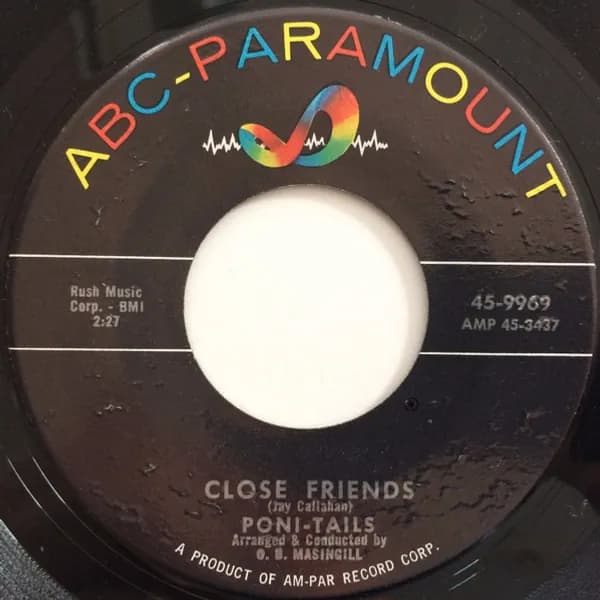 ABC-PARAMOUNT
Rush Music
Corp. - BMI
2:27
45-9969
AMP 45-3437
CLOSE FRIENDS
(Jay Callahan)
PONI-TAILS
Arranged & Conducted by
O. B. MASINGILL
A PRODUCT OF AM-PAR RECORD CORP.